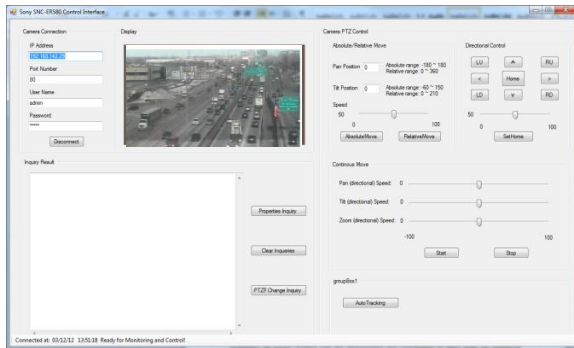 Sony SNC-ER580 Control Interface
Camera Connection
IP Address
Port Number
80
User Name
admin
Password
*****
Disconnect
Display
Camera PTZ Control
Absolute/Relative Move
Pan Position 0
Absolute range: -180 ~ 180
Relative range: 0 ~ 360
Tilt Position 0
Absolute range: -60 ~ 150
Relative range: 0 ~ 210
Speed
50
0 100
AbsoluteMove RelativeMove
Directional Control
LU ^ RU
< Home >
LD v RD
50
0 100
SetHome
Inquiry Result
Properties Inquiry
Clear Inqueries
PTZF Change Inquiry
Continous Move
Pan (directional) Speed: 0
Tilt (directional) Speed: 0
Zoom (directional) Speed: 0
-100 100
Start Stop
groupBox1
AutoTracking
Connected at: 03/12/12 13:51:18 Ready for Monitoring and Control!